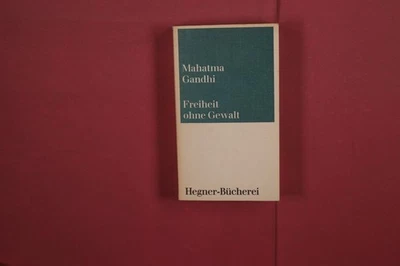 Mahatma
Gandhi
Freiheit
ohne Gewalt
Hegner-Bücherei